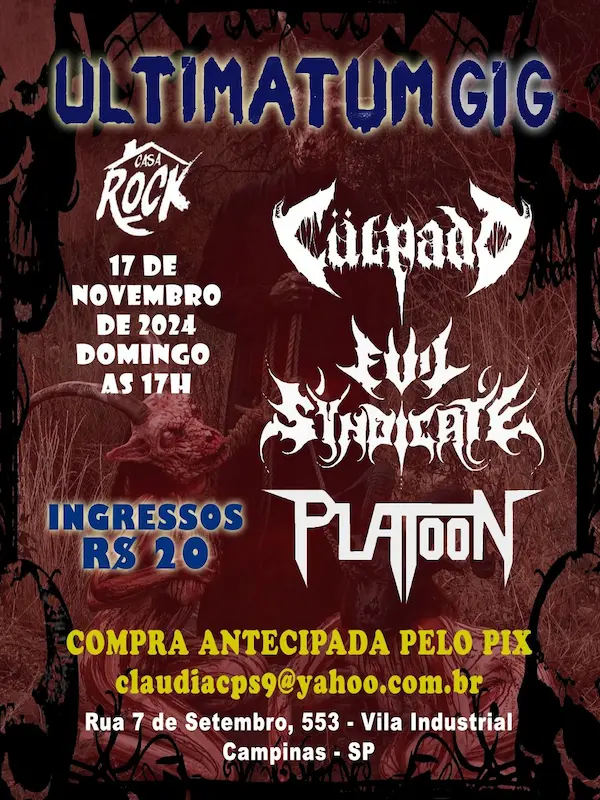 ULTIMATUM GIG
CASA
ROCK
17 DE
NOVEMBRO
DE 2024
DOMINGO
AS 17H
Cülpado
EVIL
SYNDICATE
PLATOON
INGRESSOS
R$ 20
COMPRA ANTECIPADA PELO PIX
claudiacps9@yahoo.com.br
Rua 7 de Setembro, 553 - Vila Industrial
Campinas - SP